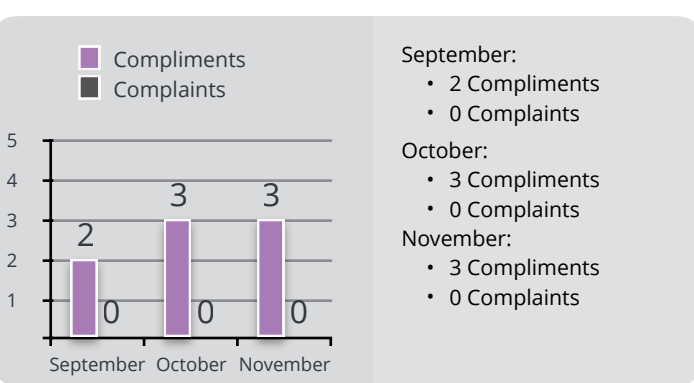 Compliments
Complaints
5
4
3
2
1
2
0
3
0
3
0
September October November
September:
• 2 Compliments
• 0 Complaints
October:
• 3 Compliments
• 0 Complaints
November:
• 3 Compliments
• 0 Complaints